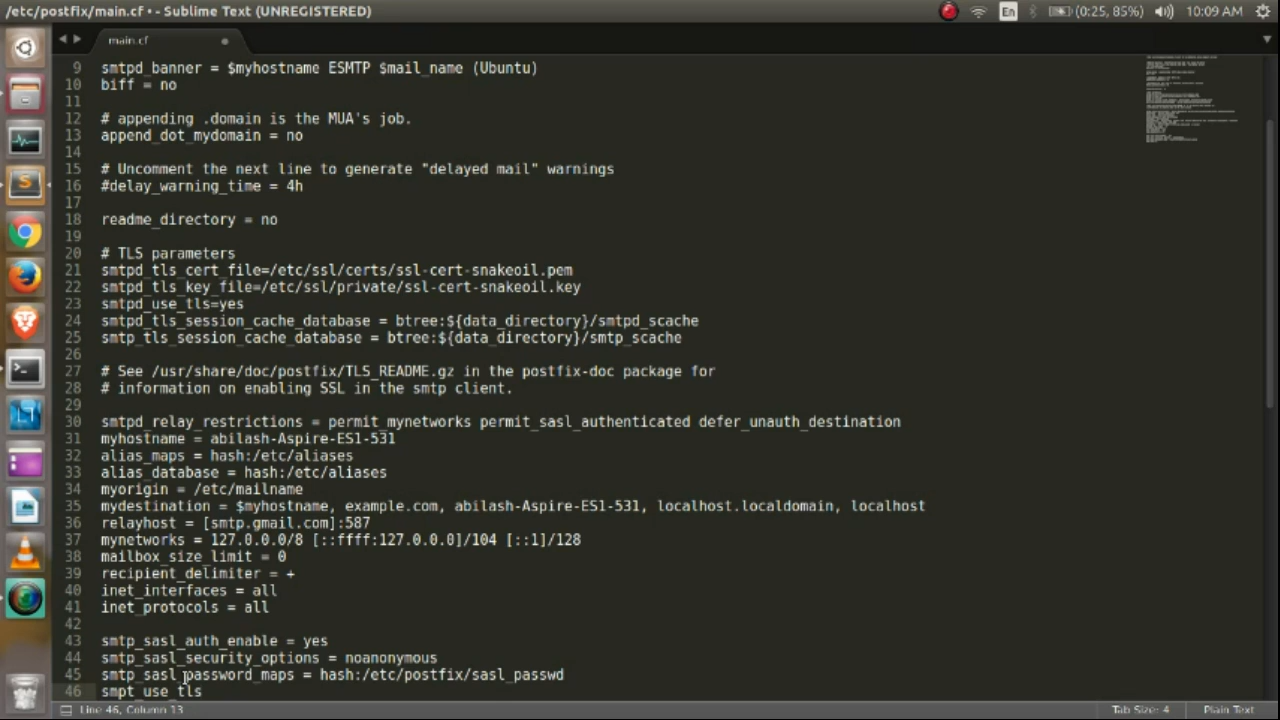 /etc/postfix/main.cf • - Sublime Text (UNREGISTERED)
En (0:25, 85%) 10:09 AM
main.cf
9 smtpd_banner = $myhostname ESMTP $mail_name (Ubuntu)
10 biff = no
11
12 # appending .domain is the MUA's job.
13 append_dot_mydomain = no
14
15 # Uncomment the next line to generate "delayed mail" warnings
16 #delay_warning_time = 4h
17
18 readme_directory = no
19
20 # TLS parameters
21 smtpd_tls_cert_file=/etc/ssl/certs/ssl-cert-snakeoil.pem
22 smtpd_tls_key_file=/etc/ssl/private/ssl-cert-snakeoil.key
23 smtpd_use_tls=yes
24 smtpd_tls_session_cache_database = btree:${data_directory}/smtpd_scache
25 smtp_tls_session_cache_database = btree:${data_directory}/smtp_scache
26
27 # See /usr/share/doc/postfix/TLS_README.gz in the postfix-doc package for
28 # information on enabling SSL in the smtp client.
29
30 smtpd_relay_restrictions = permit_mynetworks permit_sasl_authenticated defer_unauth_destination
31 myhostname = abilash-Aspire-ES1-531
32 alias_maps = hash:/etc/aliases
33 alias_database = hash:/etc/aliases
34 myorigin = /etc/mailname
35 mydestination = $myhostname, example.com, abilash-Aspire-ES1-531, localhost.localdomain, localhost
36 relayhost = [smtp.gmail.com]:587
37 mynetworks = 127.0.0.0/8 [::ffff:127.0.0.0]/104 [::1]/128
38 mailbox_size_limit = 0
39 recipient_delimiter = +
40 inet_interfaces = all
41 inet_protocols = all
42
43 smtp_sasl_auth_enable = yes
44 smtp_sasl_security_options = noanonymous
45 smtp_sasl_password_maps = hash:/etc/postfix/sasl_passwd
46 smpt_use_tls
Line 46, Column 13 Tab Size: 4 Plain Text